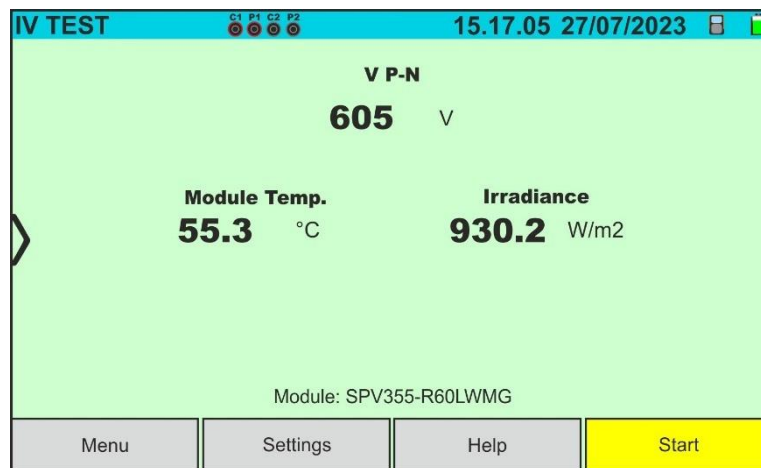 IV TEST C1 P1 C2 P2 15.17.05 27/07/2023
V P-N
605 V
Module Temp. Irradiance
55.3 °C 930.2 W/m2
Module: SPV355-R60LWMG
Menu Settings Help Start